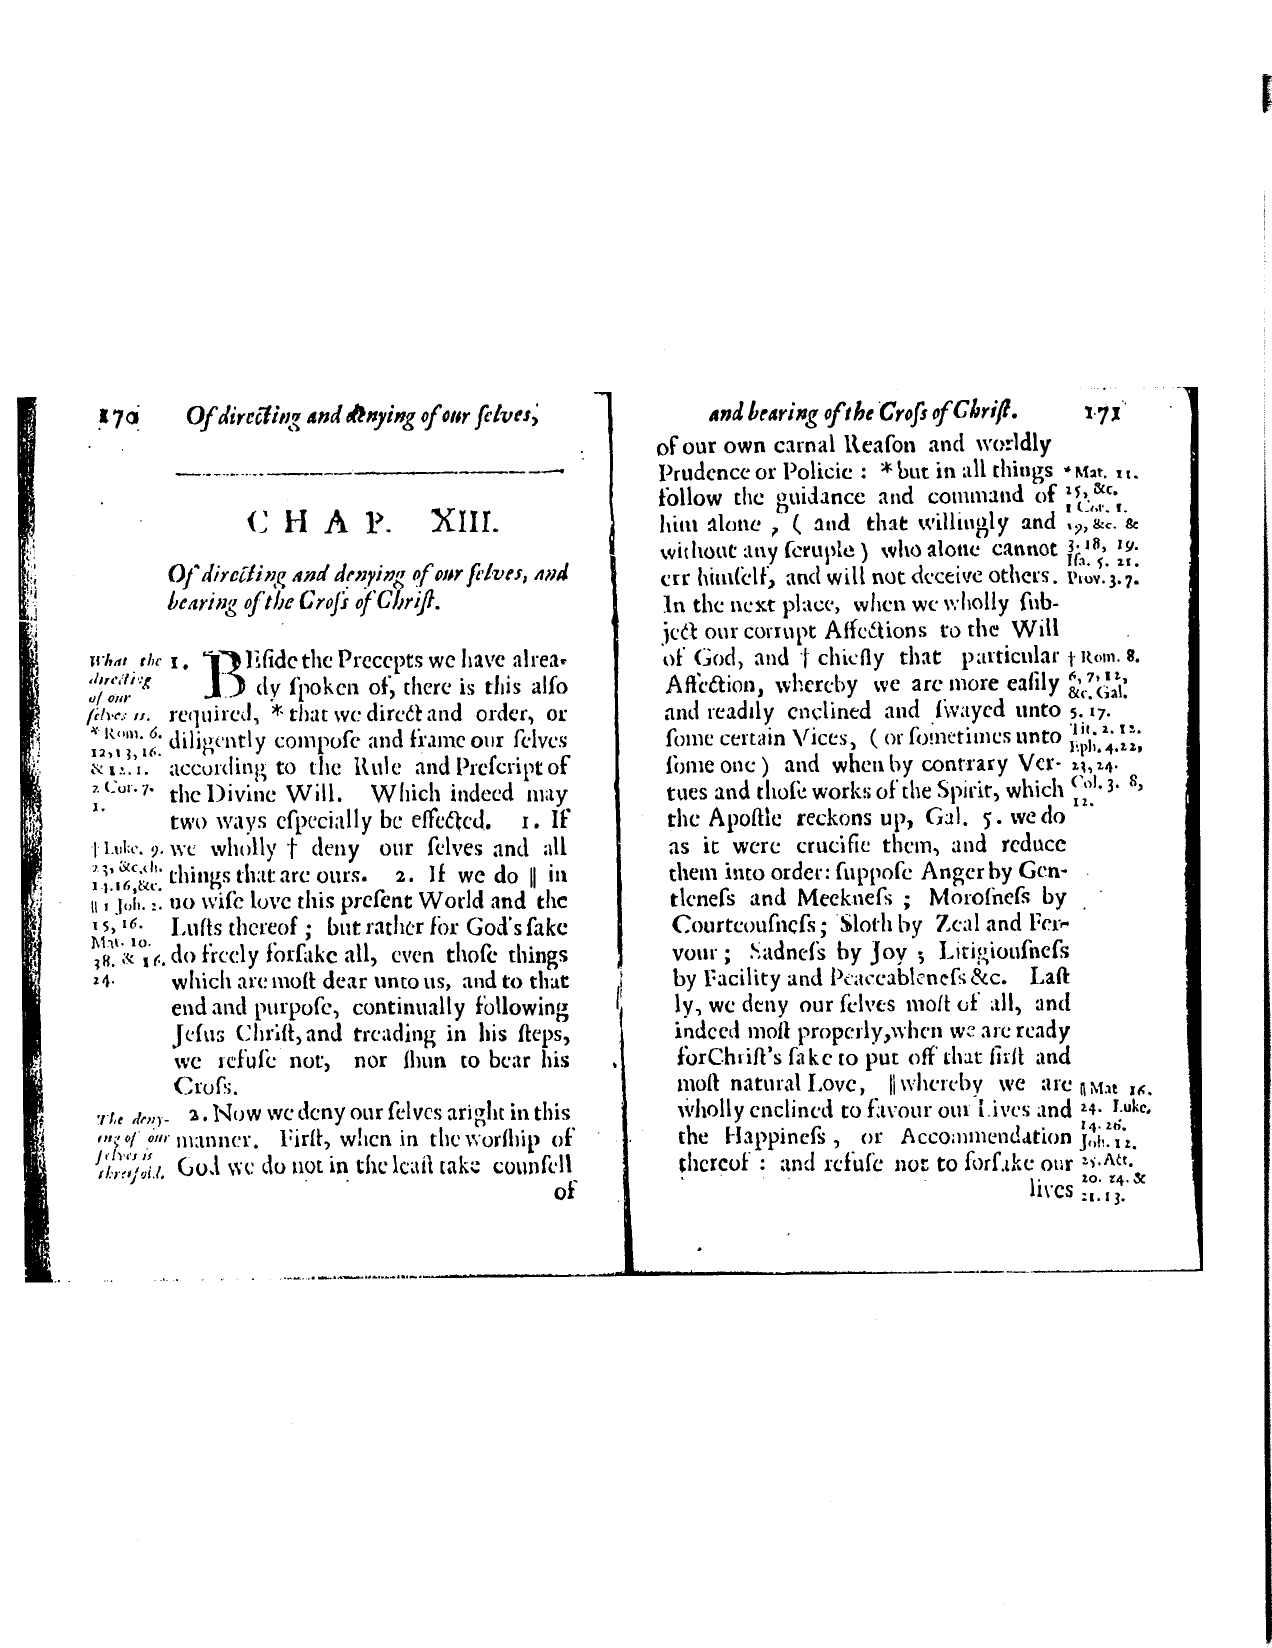 170 Of directing and denying of our ſelves,
CHAP. XIII.
Of directing and denying of our ſelves, and
bearing of the Croſs of Chriſt.
What the
directing
of our
ſelves is.
* Rom. 6.
12, 13, 16.
& 12. 1.
2 Cor. 7.
1.
† Luke. 9.
23, &c. ch.
14. 16, &c.
|| 1 Joh. 2.
15, 16.
Mat. 10.
38. & 16.
24.
1. BEſide the Precepts we have alrea-
dy ſpoken of, there is this alſo
required, * that we direct and order, or
diligently compoſe and frame our ſelves
according to the Rule and Preſcript of
the Divine Will. Which indeed may
two ways eſpecially be effected. 1. If
we wholly † deny our ſelves and all
things that are ours. 2. If we do || in
no wiſe love this preſent World and the
Luſts thereof ; but rather for God's ſake
do freely forſake all, even thoſe things
which are moſt dear unto us, and to that
end and purpoſe, continually following
Jeſus Chriſt, and treading in his ſteps,
we refuſe not, nor ſhun to bear his
Croſs.
The deny-
ing of our
ſelves is
threefold.
2. Now we deny our ſelves aright in this
manner. Firſt, when in the worſhip of
God we do not in the leaſt take counſell
of
and bearing of the Croſs of Chriſt. 171
of our own carnal Reaſon and worldly
Prudence or Policie : * but in all things
follow the guidance and command of
him alone , ( and that willingly and
without any ſcruple ) who alone cannot
err himſelf, and will not deceive others.
In the next place, when we wholly ſub-
ject our corrupt Affections to the Will
of God, and † chiefly that particular
Affection, whereby we are more eaſily
and readily enclined and ſwayed unto
ſome certain Vices, ( or ſometimes unto
ſome one ) and when by contrary Ver-
tues and thoſe works of the Spirit, which
the Apoſtle reckons up, Gal. 5. we do
as it were crucifie them, and reduce
them into order: ſuppoſe Anger by Gen-
tleneſs and Meekneſs ; Moroſneſs by
Courteouſneſs ; Sloth by Zeal and Fer-
vour ; Sadneſs by Joy ; Litigiouſneſs
by Facility and Peaceableneſs &c. Laſt
ly, we deny our ſelves moſt of all, and
indeed moſt properly, when we are ready
for Chriſt's ſake to put off that firſt and
moſt natural Love, || whereby we are
wholly enclined to favour our Lives and
the Happineſs , or Accommendation
thereof : and refuſe not to forſake our
lives
* Mat. 11.
25, &c.
1 Cor. 1.
19, &c. &
3. 18, 19.
Iſa. 5. 21.
Prov. 3. 7.
† Rom. 8.
6, 7, 12,
&c. Gal.
5. 17.
Tit. 2. 12.
Eph. 4. 22,
23, 24.
Col. 3. 8,
12.
|| Mat 16.
24. Luke.
14. 26.
Joh. 12.
25. Act.
20. 24. &
21. 13.